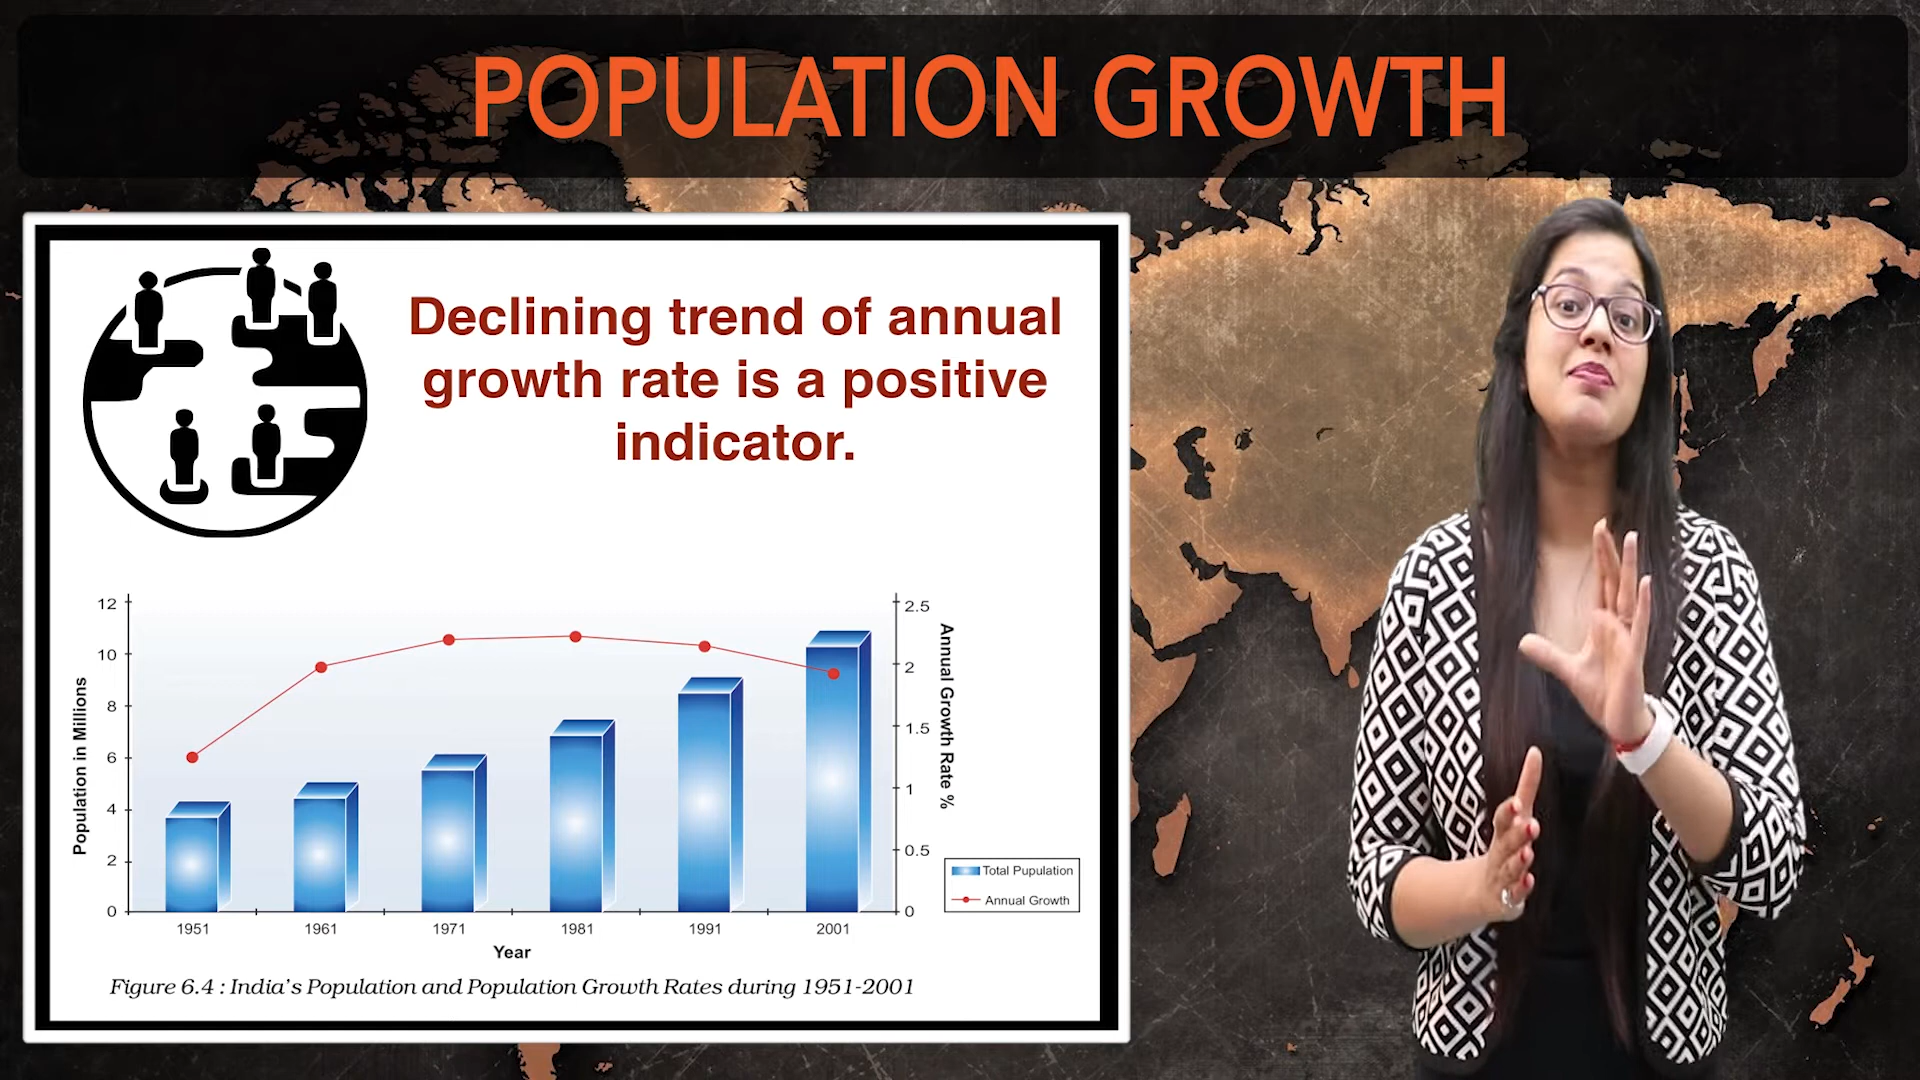 POPULATION GROWTH
Declining trend of annual
growth rate is a positive
indicator.
12
10
8
6
4
2
0
Population in Millions
2.5
2
1.5
1
0.5
0
Annual Growth Rate %
Total Pupulation
Annual Growth
1951 1961 1971 1981 1991 2001
Year
Figure 6.4 : India's Population and Population Growth Rates during 1951-2001